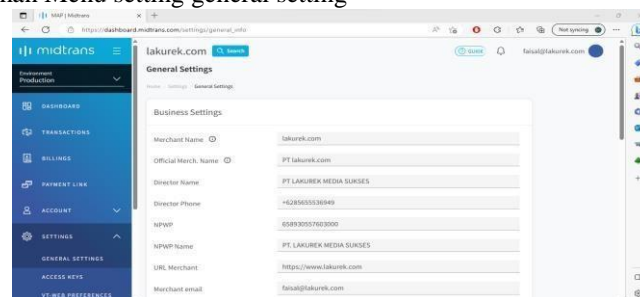 an Menu setting general setting
MAP | Midtrans
https://dashboard.midtrans.com/settings/general_info
Not syncing
midtrans
lakurek.com
Search
GUIDE
faisal@lakurek.com
Environment
Production
General Settings
Home
Settings
General Settings
DASHBOARD
TRANSACTIONS
BILLINGS
PAYMENT LINK
ACCOUNT
SETTINGS
GENERAL SETTINGS
ACCESS KEYS
VT-WEB PREFERENCES
Business Settings
Merchant Name
lakurek.com
Official Merch. Name
PT lakurek.com
Director Name
PT LAKUREK MEDIA SUKSES
Director Phone
+6285655536949
NPWP
658930557603000
NPWP Name
PT. LAKUREK MEDIA SUKSES
URL Merchant
https://www.lakurek.com
Merchant email
faisal@lakurek.com